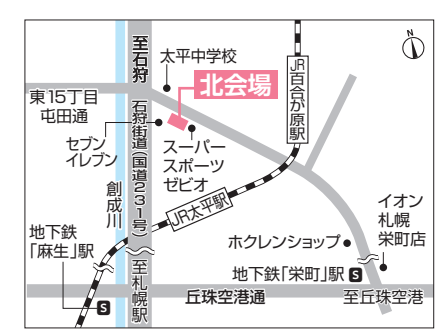 至石狩
太平中学校
JR百合が原駅
N
北会場
東15丁目
屯田通
石狩街道(国道231号)
セブン
イレブン
スーパー
スポーツ
ゼビオ
創成川
JR太平駅
地下鉄
「麻生」駅
S
至札幌駅
ホクレンショップ
イオン
札幌
栄町店
地下鉄「栄町」駅 S
丘珠空港通
至丘珠空港